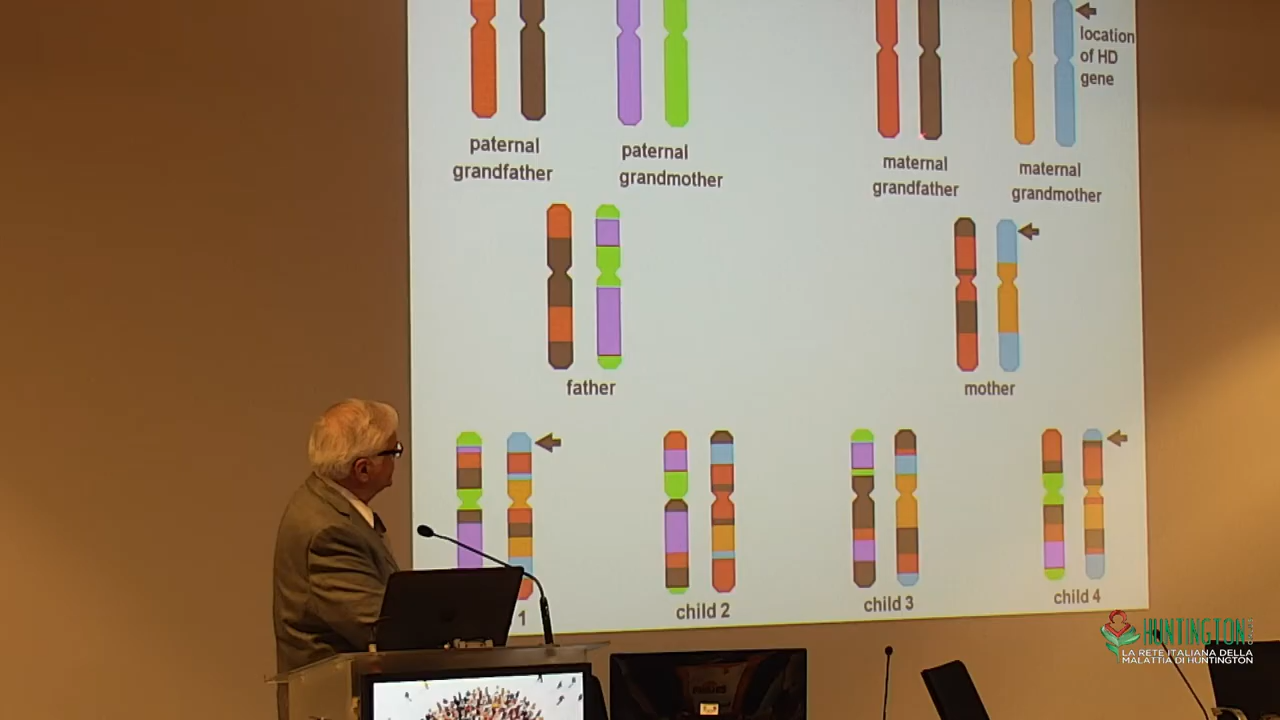 location
of HD
gene
paternal
grandfather
paternal
grandmother
maternal
grandfather
maternal
grandmother
father
mother
1
child 2
child 3
child 4
HUNTINGTON
LA RETE ITALIANA DELLA
MALATTIA DI HUNTINGTON